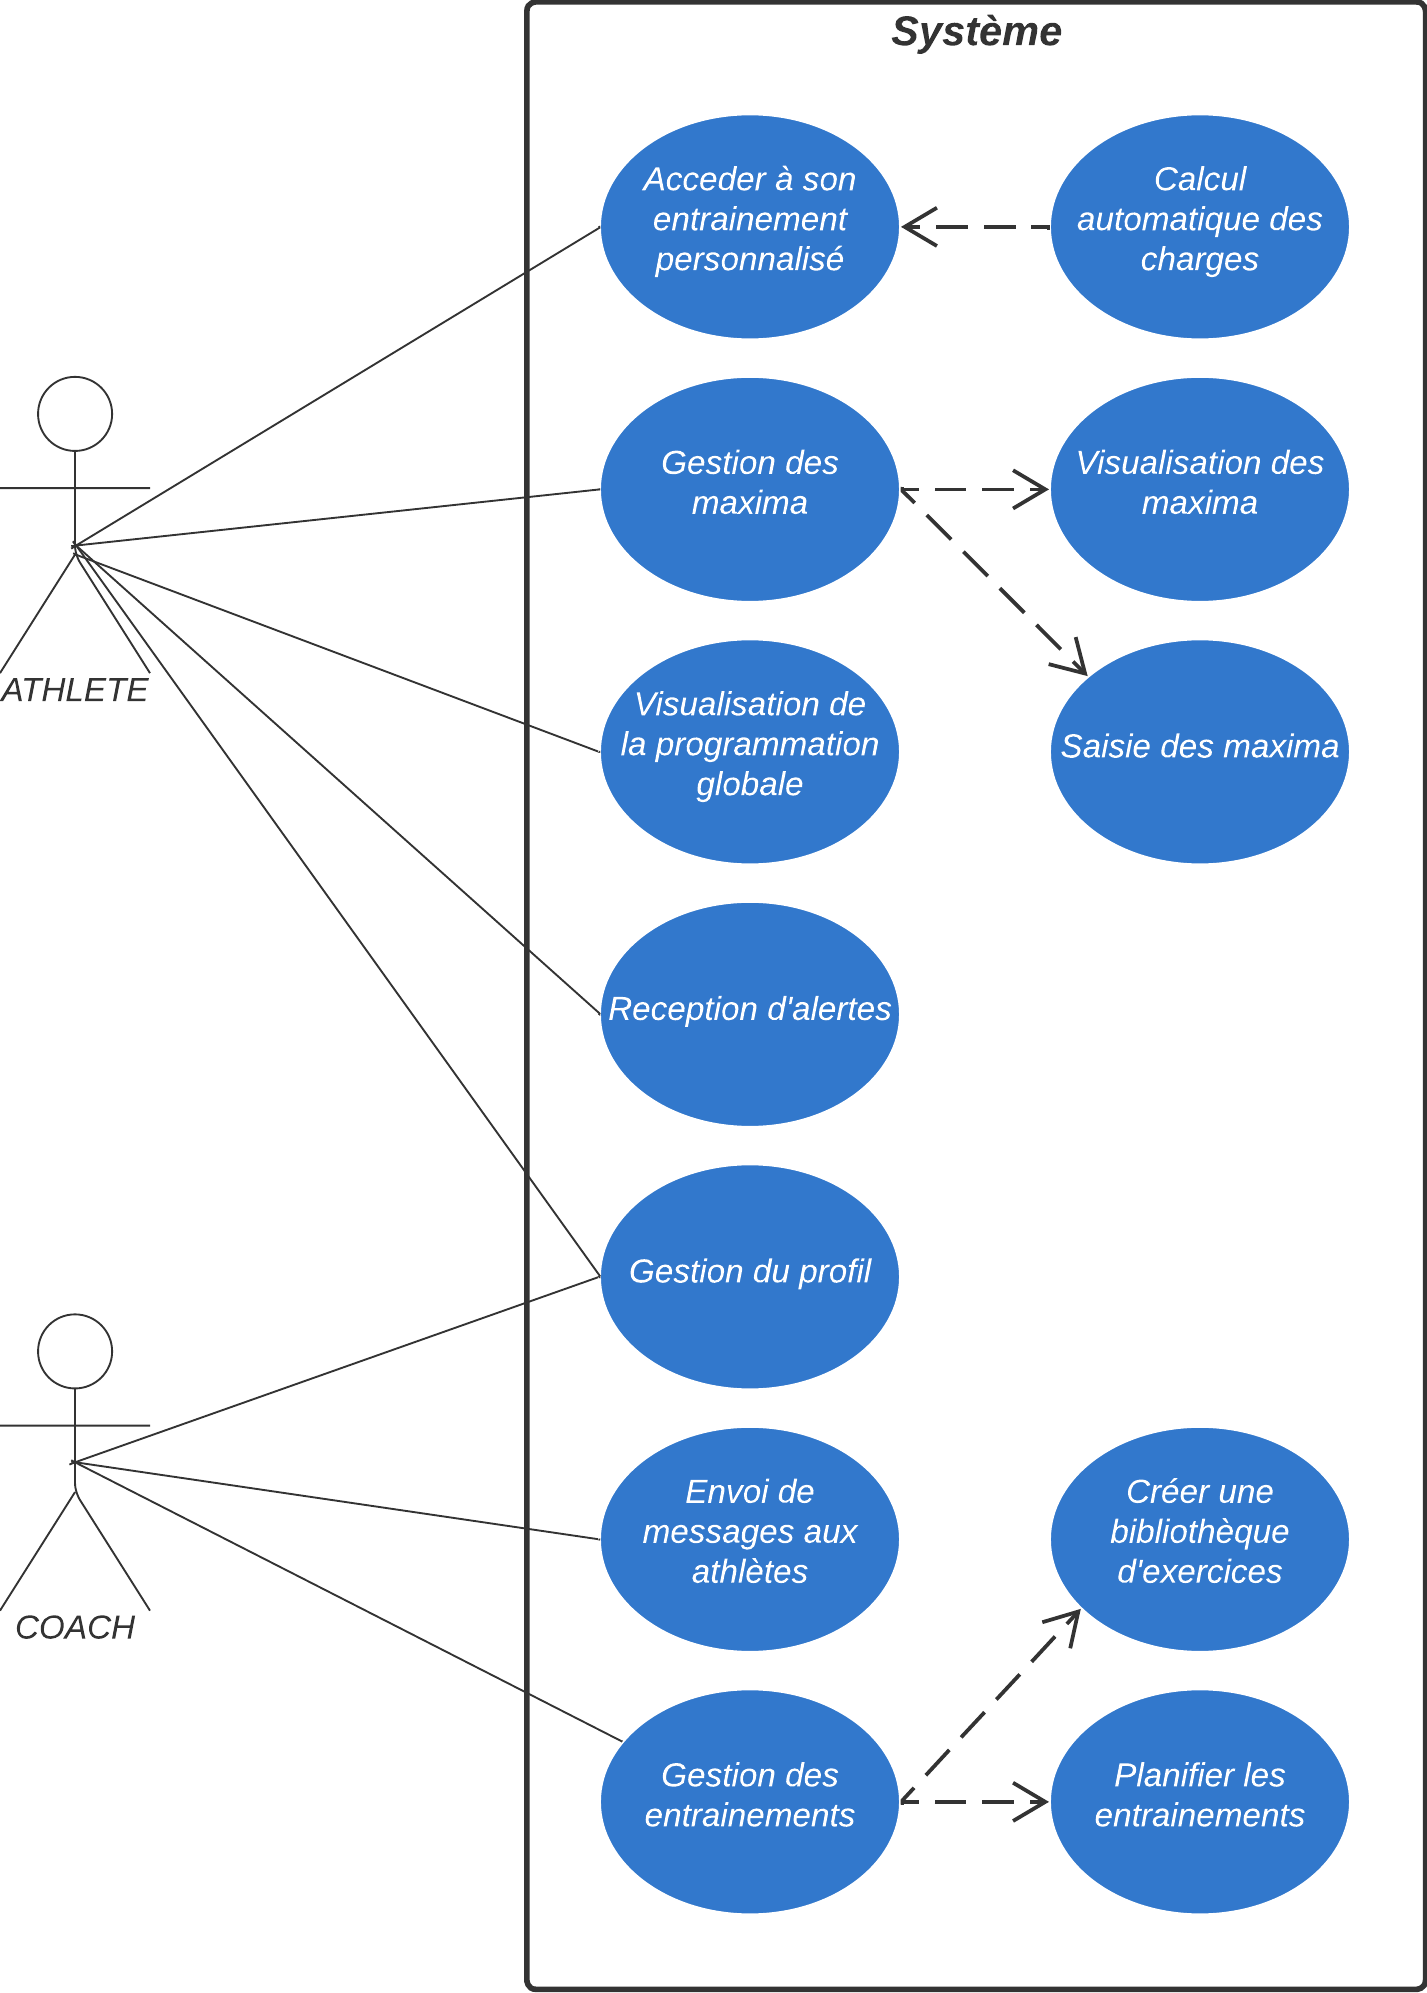 Système
Acceder à son
entrainement
personnalisé
Calcul
automatique des
charges
Gestion des
maxima
Visualisation des
maxima
ATHLETE
Visualisation de
la programmation
globale
Saisie des maxima
Reception d'alertes
Gestion du profil
COACH
Envoi de
messages aux
athlètes
Créer une
bibliothèque
d'exercices
Gestion des
entrainements
Planifier les
entrainements